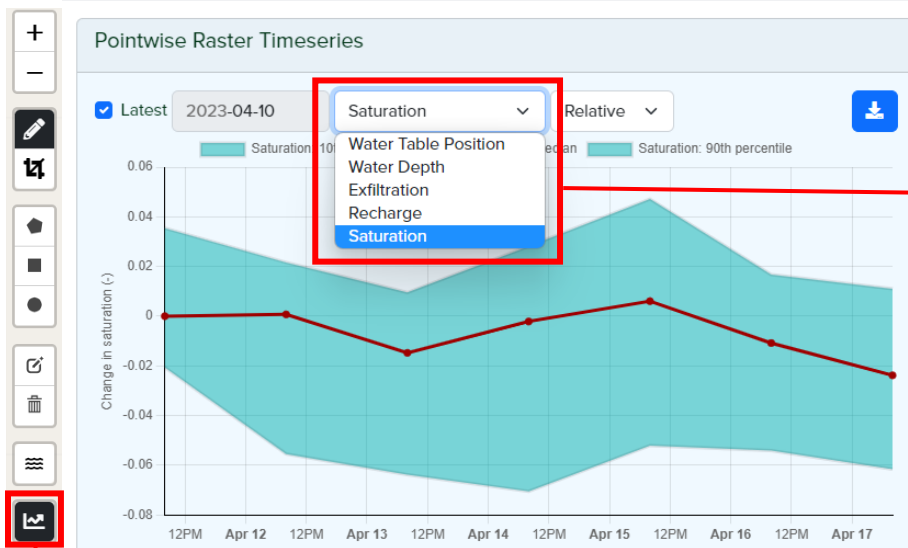 Pointwise Raster Timeseries
Latest 2023-04-10 Saturation Relative
Water Table Position
Water Depth
Exfiltration
Recharge
Saturation
Saturation: 10 Saturation: 90th percentile
Change in saturation (-)
0.06
0.04
0.02
0
-0.02
-0.04
-0.06
-0.08
12PM Apr 12 12PM Apr 13 12PM Apr 14 12PM Apr 15 12PM Apr 16 12PM Apr 17